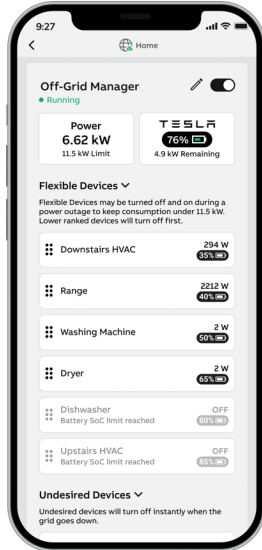 9:27
Home
Off-Grid Manager
Running
Power
6.62 kW
11.5 kW Limit
TESLA
76%
4.9 kW Remaining
Flexible Devices
Flexible Devices may be turned off and on during a
power outage to keep consumption under 11.5 kW.
Lower ranked devices will turn off first.
Downstairs HVAC
294 W
35%
Range
2212 W
40%
Washing Machine
2 W
50%
Dryer
2 W
65%
Dishwasher
Battery SoC limit reached
OFF
80%
Upstairs HVAC
Battery SoC limit reached
OFF
85%
Undesired Devices
Undesired devices will turn off instantly when the
grid goes down.